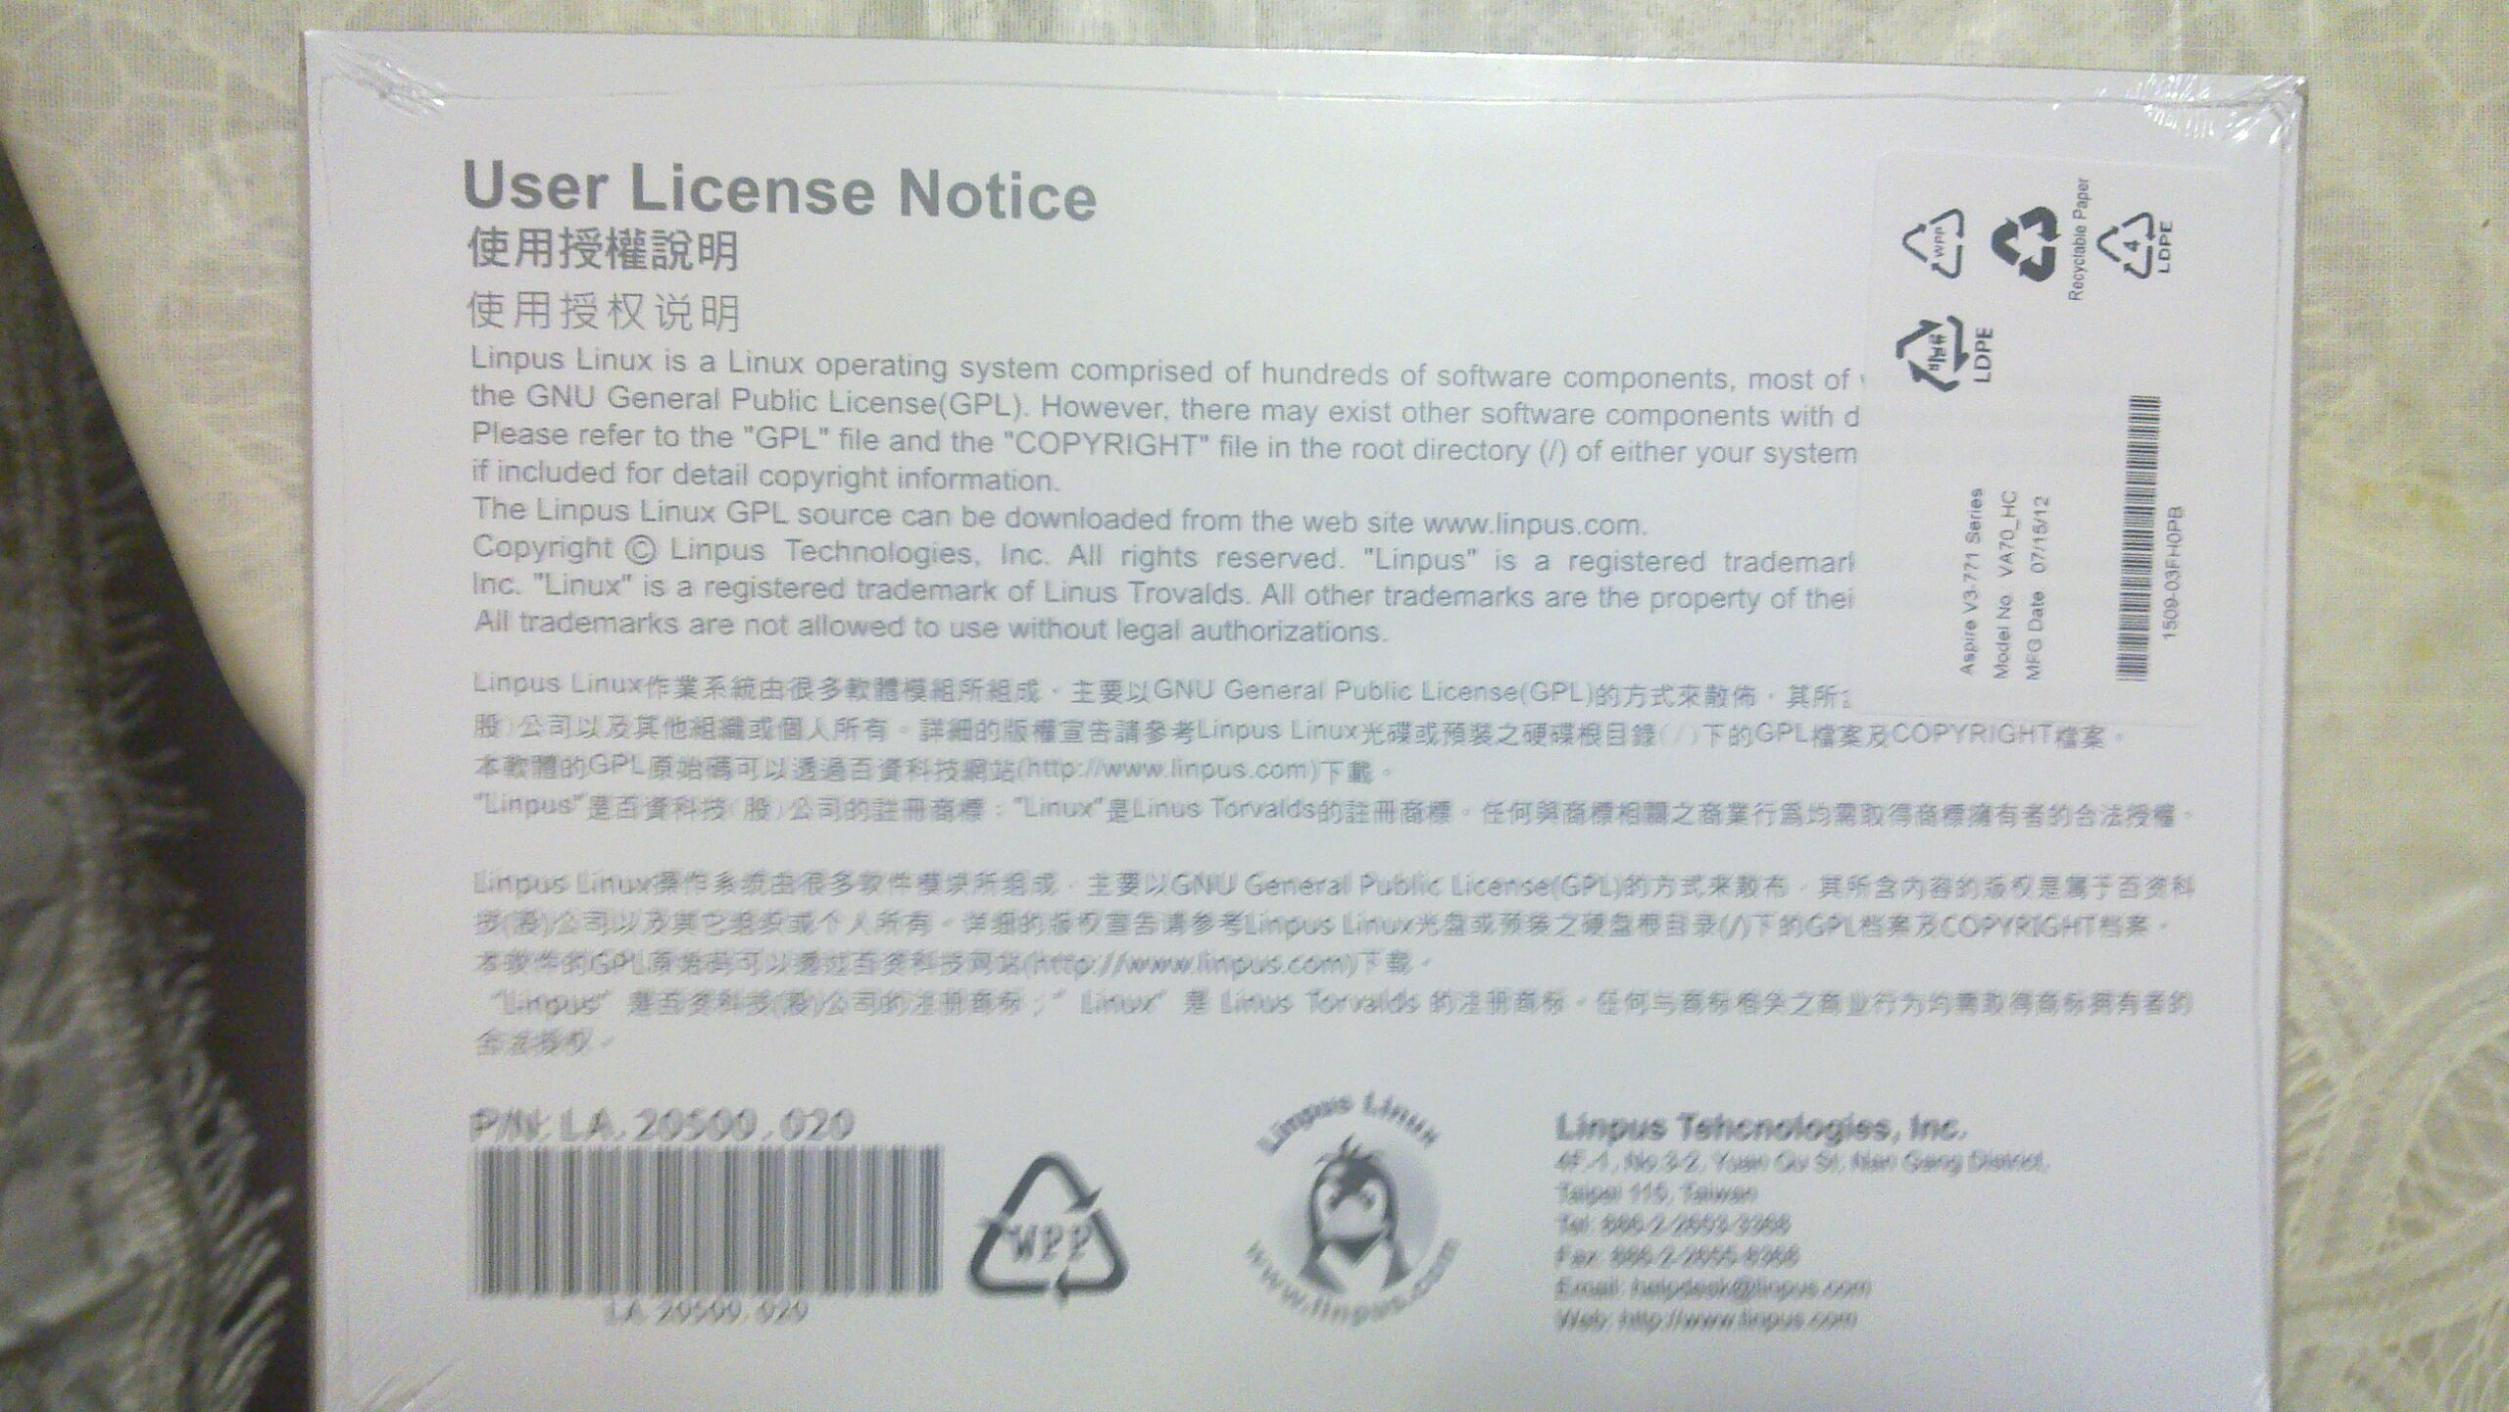 User License Notice
使用授權說明
使用授权说明
Linpus Linux is a Linux operating system comprised of hundreds of software components, most of
the GNU General Public License(GPL). However, there may exist other software components with d
Please refer to the "GPL" file and the "COPYRIGHT" file in the root directory (/) of either your system
if included for detail copyright information.
The Linpus Linux GPL source can be downloaded from the web site www.linpus.com.
Copyright © Linpus Technologies, Inc. All rights reserved. "Linpus" is a registered trademark
Inc. "Linux" is a registered trademark of Linus Trovalds. All other trademarks are the property of thei
All trademarks are not allowed to use without legal authorizations.
Linpus Linux作業系統由很多軟體模組所組成，主要以GNU General Public License(GPL)的方式來散佈，其所
股)公司以及其他組織或個人所有。詳細的版權宣告請參考Linpus Linux光碟或預裝之硬碟根目錄(/)下的GPL檔案及COPYRIGHT檔案。
本軟體的GPL原始碼可以透過百資科技網站(http://www.linpus.com)下載。
"Linpus"是百資科技(股)公司的註冊商標；"Linux"是Linus Torvalds的註冊商標。任何與商標相關之商業行爲均需取得商標擁有者的合法授權。
Linpus Linux操作系统由很多软件模块所组成，主要以GNU General Public License(GPL)的方式来散布，其所含内容的版权是属于百资科
技(股)公司以及其它组织或个人所有。详细的版权宣告请参考Linpus Linux光盘或预装之硬盘根目录(/)下的GPL档案及COPYRIGHT档案。
本软件的GPL原始码可以透过百资科技网站(http://www.linpus.com)下载。
"Linpus" 是百资科技(股)公司的注册商标；" Linux" 是 Linus Torvalds 的注册商标。任何与商标相关之商业行为均需取得商标拥有者的
合法授权。
P/N: LA.20500.020
LA.20500.020
WPP
Linpus Linux
www.linpus.com
Linpus Tehcnologies, Inc.
4F-1, No.3-2, Yuan Qu St, Nan Gang District,
Taipei 115, Taiwan
Tel:
Fax:
Email: helpdesk@linpus.com
Web: http://www.linpus.com
WPP
Recyclable Paper
4
LDPE
비닐류
LDPE
Aspire V3-771 Series
Model No. VA70_HC
MFG Date 07/15/12